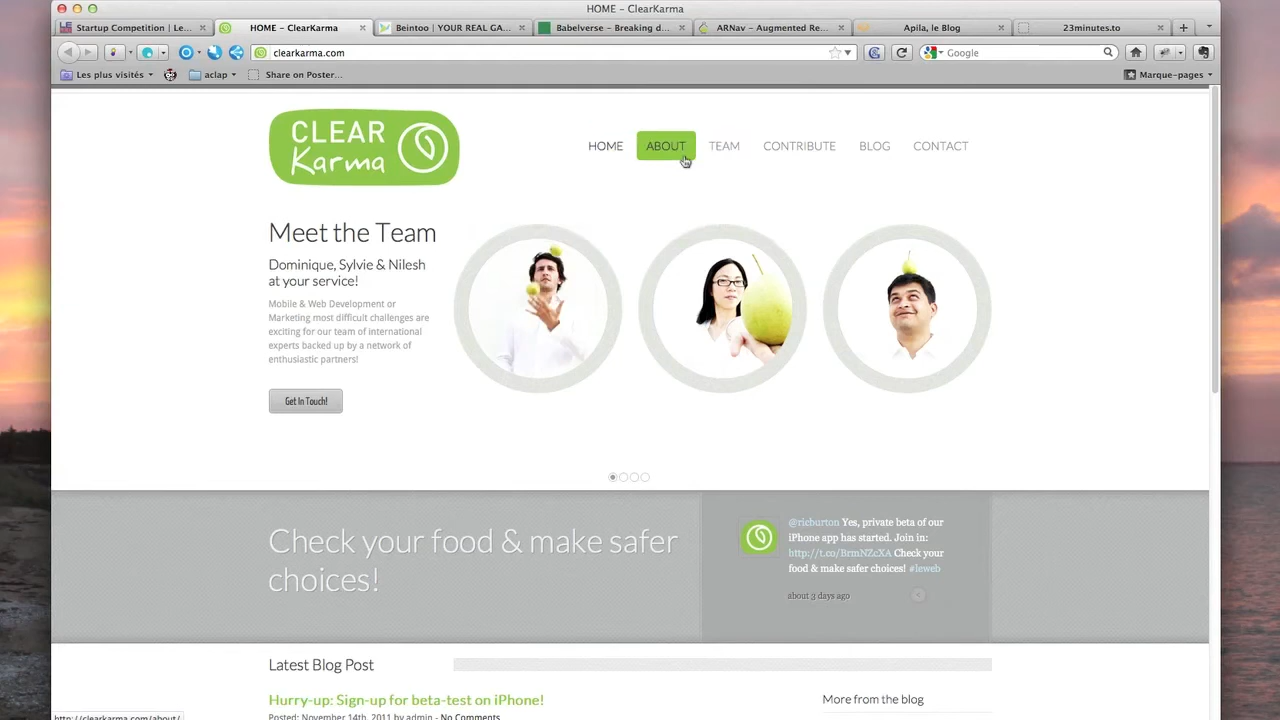 HOME – ClearKarma
Startup Competition | Le...
HOME – ClearKarma
Beintoo | YOUR REAL GA...
Babelverse – Breaking d...
ARNav – Augmented Re...
Apila, le Blog
23minutes.to
clearkarma.com
Google
Les plus visités
aclap
Share on Poster...
Marque-pages
CLEAR
Karma
HOME
ABOUT
TEAM
CONTRIBUTE
BLOG
CONTACT
Meet the Team
Dominique, Sylvie & Nilesh
at your service!
Mobile & Web Development or
Marketing most difficult challenges are
exciting for our team of international
experts backed up by a network of
enthusiastic partners!
Get In Touch!
Check your food & make safer
choices!
@ricburton Yes, private beta of our
iPhone app has started. Join in:
http://t.co/BrmNZcXA Check your
food & make safer choices! #leweb
about 3 days ago
Latest Blog Post
Hurry-up: Sign-up for beta-test on iPhone!
Posted: November 14th, 2011 by admin - No Comments
More from the blog
http://clearkarma.com/about/